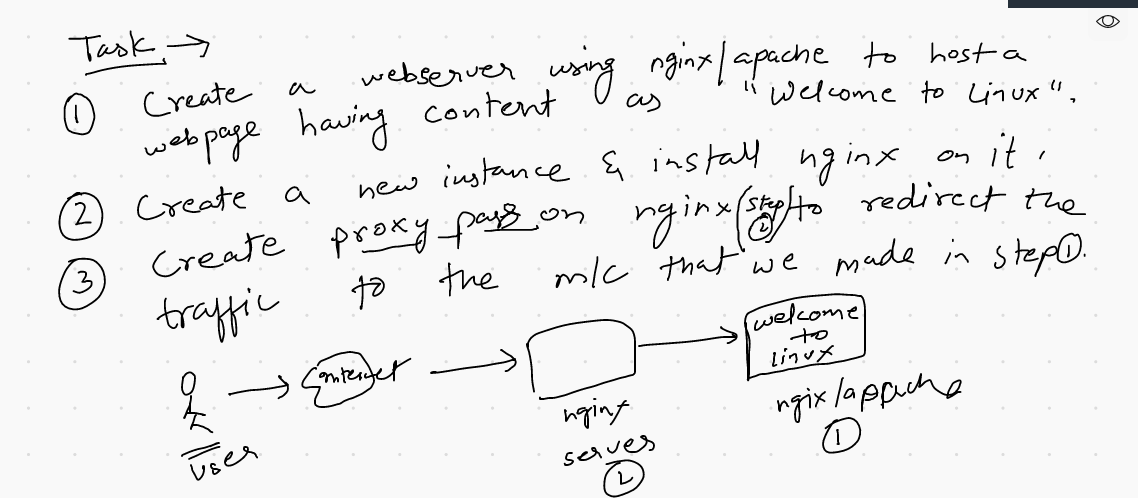 Task →
① Create a webserver using nginx/apache to host a
webpage having content as "Welcome to Linux".
② Create a new instance & install nginx on it.
③ Create proxy pass on nginx (step ②) to redirect the
traffic to the m/c that we made in step ①.
welcome
to
linux
internet
nginx
server
②
ngix/apache
①
user